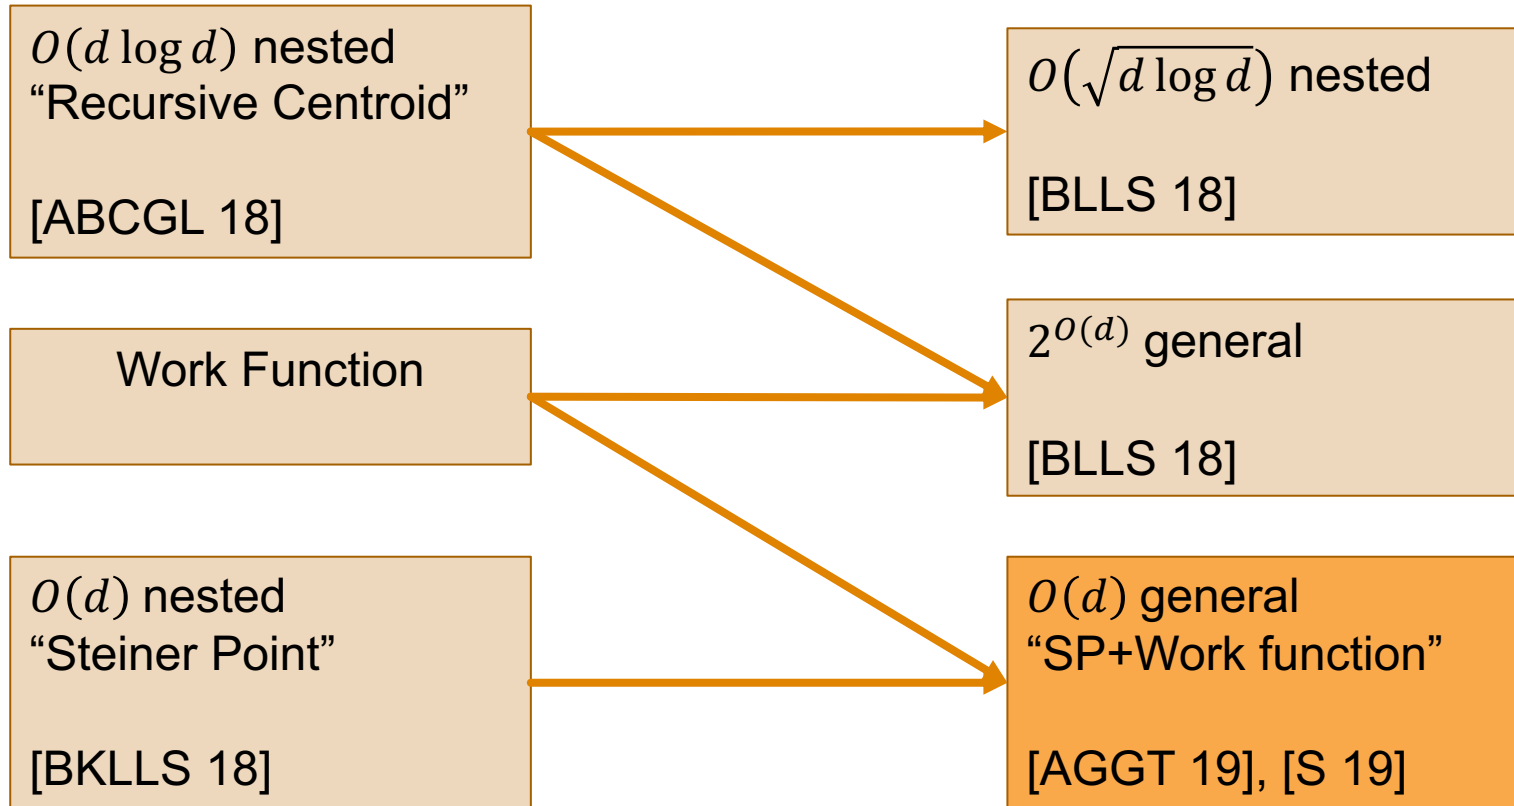 O(d log d) nested
“Recursive Centroid”
[ABCGL 18]
Work Function
O(d) nested
“Steiner Point”
[BKLLS 18]
O(√(d log d)) nested
[BLLS 18]
2^{O(d)} general
[BLLS 18]
O(d) general
“SP+Work function”
[AGGT 19], [S 19]